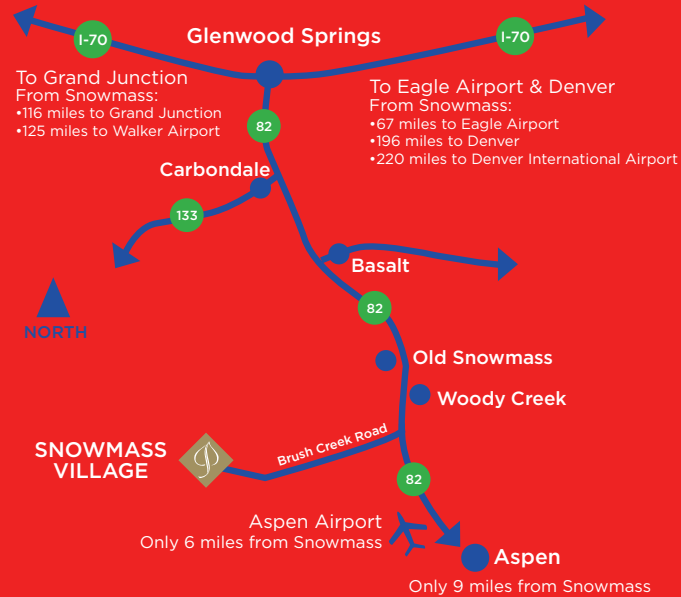 I-70
Glenwood Springs
I-70
To Grand Junction
From Snowmass:
•116 miles to Grand Junction
•125 miles to Walker Airport
To Eagle Airport & Denver
From Snowmass:
•67 miles to Eagle Airport
•196 miles to Denver
•220 miles to Denver International Airport
82
Carbondale
133
Basalt
NORTH
82
Old Snowmass
Woody Creek
SNOWMASS
VILLAGE
Brush Creek Road
82
Aspen Airport
Only 6 miles from Snowmass
Aspen
Only 9 miles from Snowmass